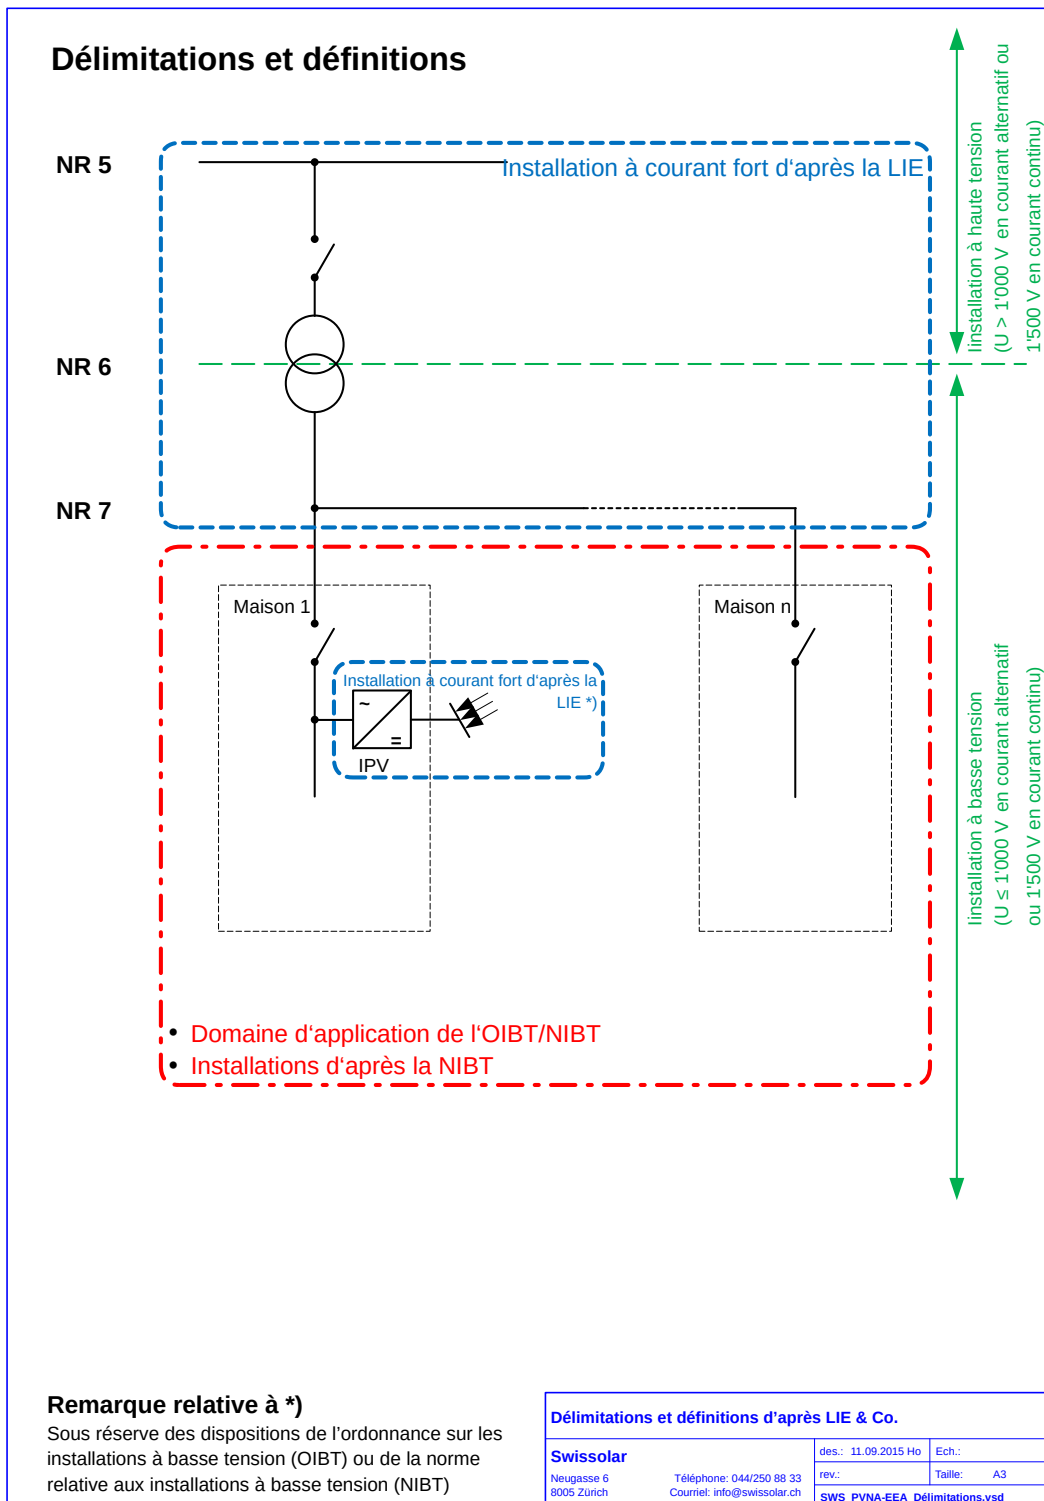 Délimitations et définitions
NR 5
Installation à courant fort d‘après la LIE
NR 6
NR 7
Iinstallation à haute tension
(U > 1'000 V en courant alternatif ou
1'500 V en courant continu)
Iinstallation à basse tension
(U ≤ 1'000 V en courant alternatif
ou 1'500 V en courant continu)
Maison 1
Maison n
Installation à courant fort d‘après la
LIE *)
~
=
IPV
• Domaine d‘application de l‘OIBT/NIBT
• Installations d‘après la NIBT
Remarque relative à *)
Sous réserve des dispositions de l’ordonnance sur les
installations à basse tension (OIBT) ou de la norme
relative aux installations à basse tension (NIBT)
Délimitations et définitions d’après LIE & Co.
Swissolar
Neugasse 6
8005 Zürich
Téléphone: 044/250 88 33
Courriel: info@swissolar.ch
des.: 11.09.2015 Ho
Ech.:
rev.:
Taille: A3
SWS_PVNA-EEA_Délimitations.vsd